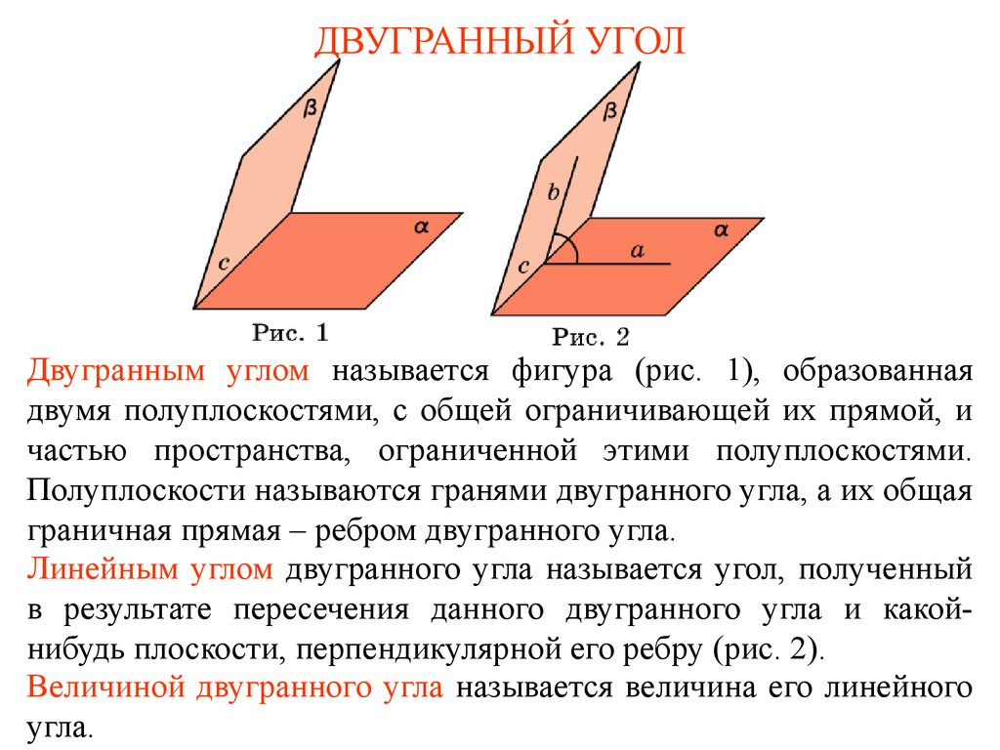 ДВУГРАННЫЙ УГОЛ
β
α
c
Рис. 1
β
b
α
a
c
Рис. 2
Двугранным углом называется фигура (рис. 1), образованная
двумя полуплоскостями, с общей ограничивающей их прямой, и
частью пространства, ограниченной этими полуплоскостями.
Полуплоскости называются гранями двугранного угла, а их общая
граничная прямая – ребром двугранного угла.
Линейным углом двугранного угла называется угол, полученный
в результате пересечения данного двугранного угла и какой-
нибудь плоскости, перпендикулярной его ребру (рис. 2).
Величиной двугранного угла называется величина его линейного
угла.